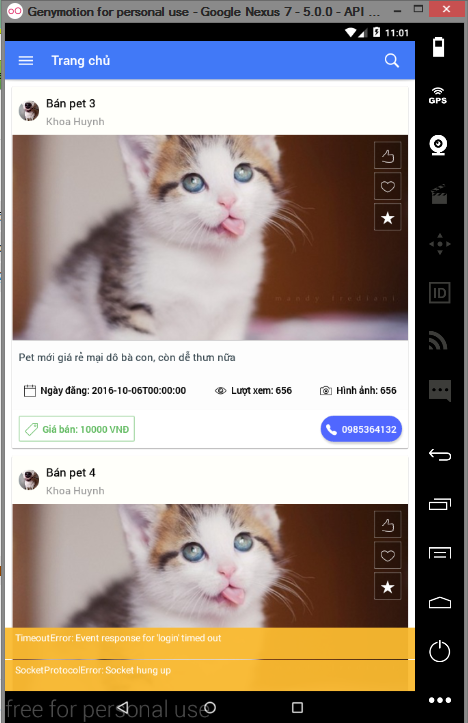 Genymotion for personal use - Google Nexus 7 - 5.0.0 - API ...
11:01
Trang chủ
GPS
Bán pet 3
Khoa Huynh
ID
Pet mới giá rẻ mại dô bà con, còn dễ thưn nữa
Ngày đăng: 2016-10-06T00:00:00 Lượt xem: 656 Hình ảnh: 656
Giá bán: 10000 VNĐ 0985364132
Bán pet 4
Khoa Huynh
TimeoutError: Event response for 'login' timed out
SocketProtocolError: Socket hung up
free for personal use